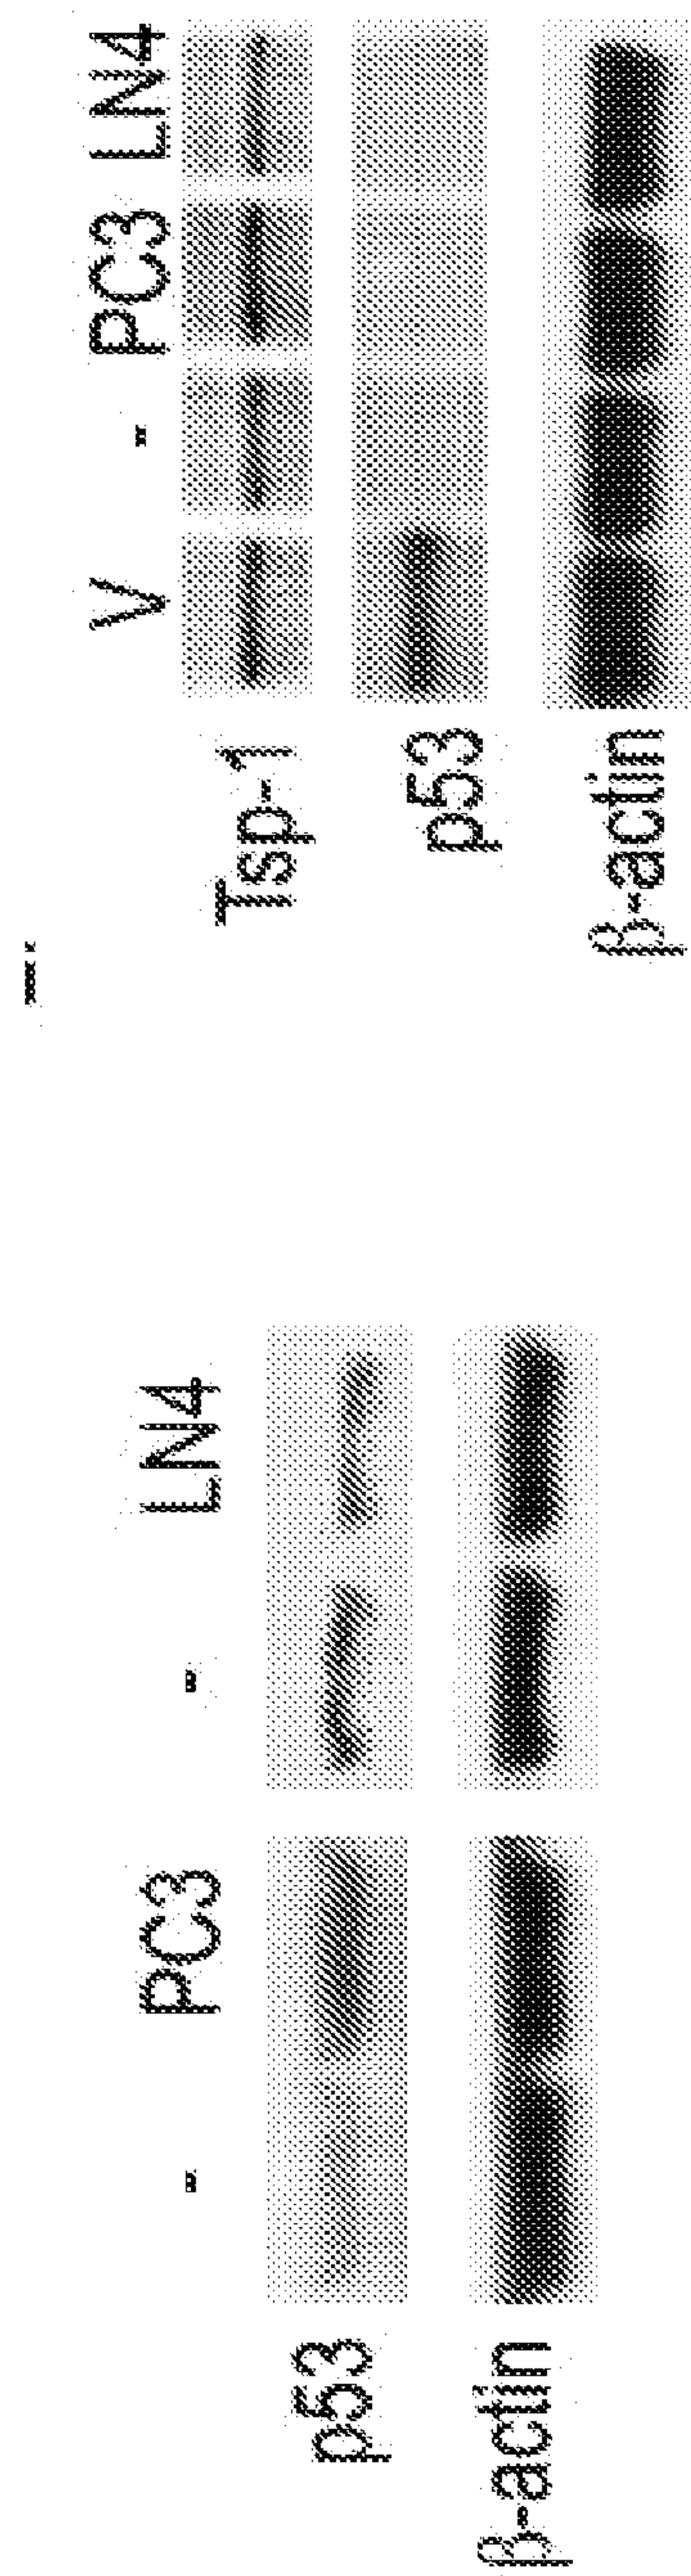 - PC3 - LN4
p53
β-actin
V - PC3 LN4
Tsp-1
p53
β-actin